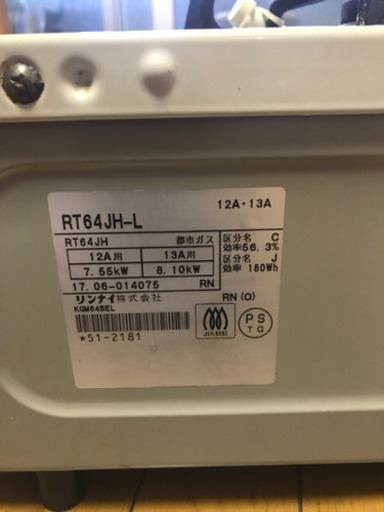 12A・13A
RT64JH-L
RT64JH 都市ガス
12A用 13A用
7.55kW 8.10kW
区分名 C
効率56.3%
区分名 J
効率 180Wh
17.06-014075 RN
リンナイ株式会社 RN (O)
KGM64BEL
*51-2181
PS
TG